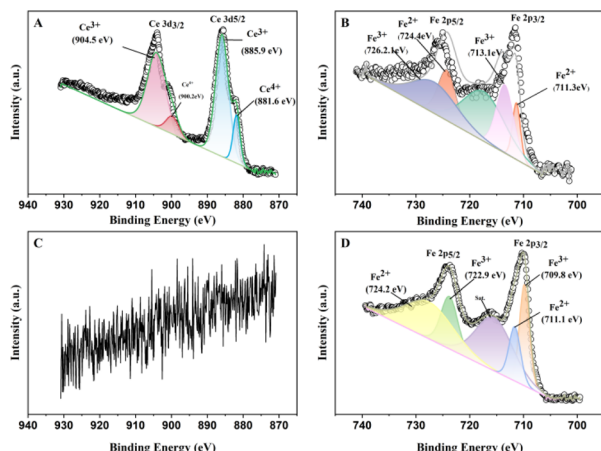 A
Ce 3d3/2
Ce 3d5/2
Ce3+
(904.5 eV)
Ce3+
(885.9 eV)
Ce4+
(900.2eV)
Ce4+
(881.6 eV)
Intensity (a.u.)
940 930 920 910 900 890 880 870
Binding Energy (eV)
B
Fe 2p5/2
Fe 2p3/2
Fe2+
(724.4eV)
Fe3+
(726.2.1eV)
Fe3+
(713.1eV)
Fe2+
(711.3eV)
Intensity (a.u.)
740 730 720 710 700
Binding Energy (eV)
C
Intensity (a.u.)
940 930 920 910 900 890 880 870
Binding Energy (eV)
D
Fe 2p5/2
Fe 2p3/2
Fe2+
(724.2 eV)
Fe3+
(722.9 eV)
Sat.
Fe3+
(709.8 eV)
Fe2+
(711.1 eV)
Intensity (a.u.)
740 730 720 710 700
Binding Energy (eV)